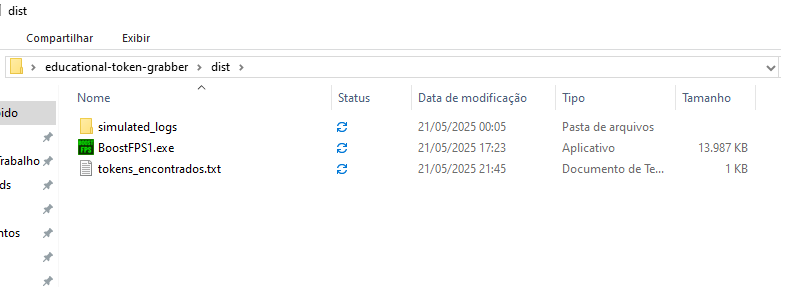 dist
Compartilhar Exibir
educational-token-grabber > dist >
Nome Status Data de modificação Tipo Tamanho
simulated_logs 21/05/2025 00:05 Pasta de arquivos
BOOST FPS BoostFPS1.exe 21/05/2025 17:23 Aplicativo 13.987 KB
tokens_encontrados.txt 21/05/2025 21:45 Documento de Te... 1 KB
ido
Trabalho
ds
ntos